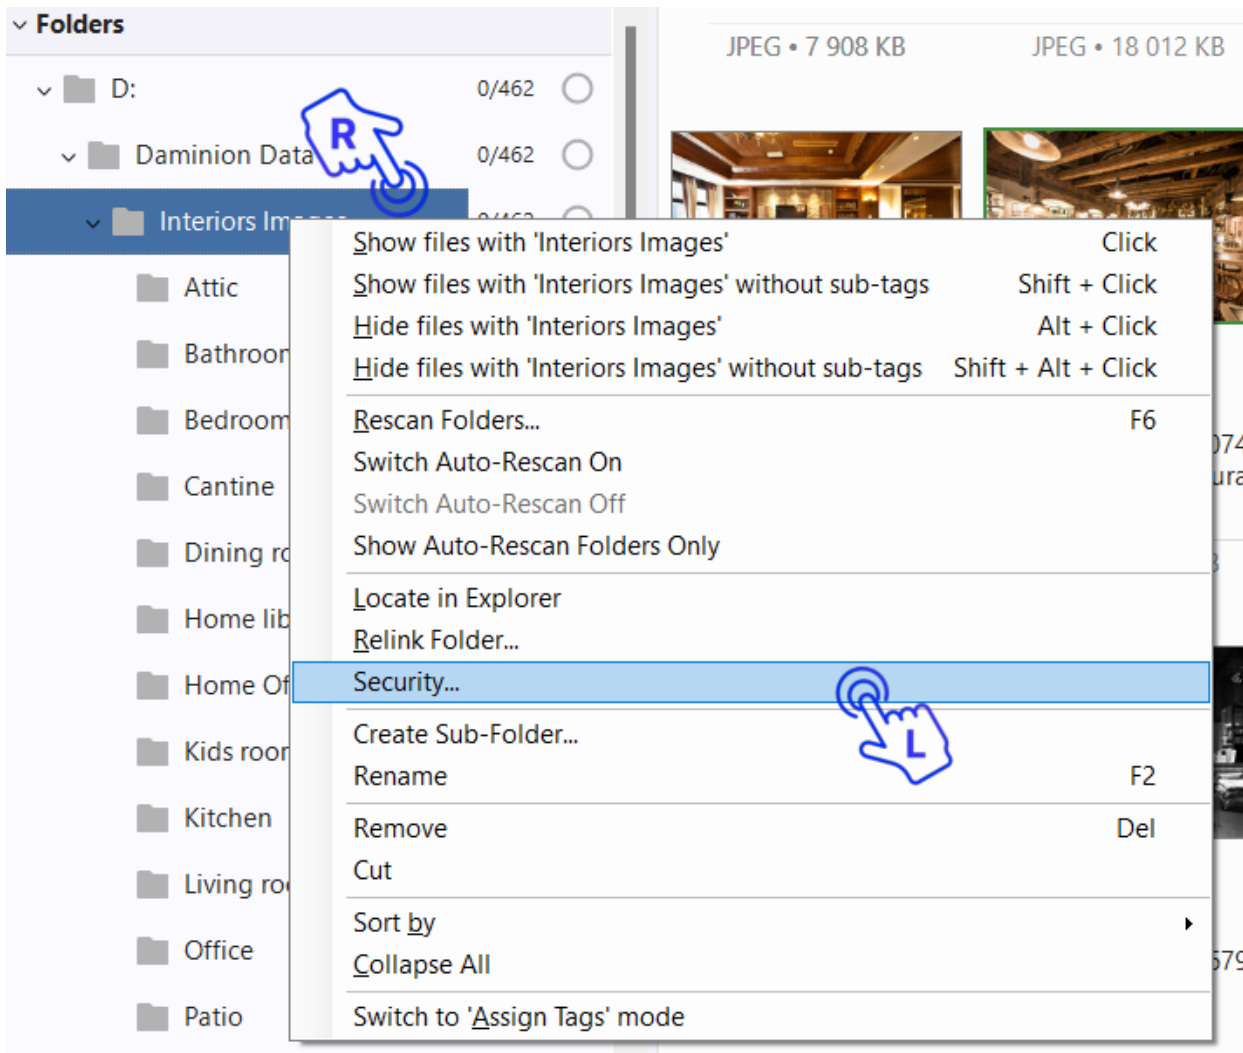 Folders
JPEG • 7 908 KB
JPEG • 18 012 KB
D:
0/462
R
Daminion Data
0/462
Interiors Images
0/462
Show files with 'Interiors Images' Click
Attic
Show files with 'Interiors Images' without sub-tags Shift + Click
Hide files with 'Interiors Images' Alt + Click
Hide files with 'Interiors Images' without sub-tags Shift + Alt + Click
Bathroom
Bedroom
Rescan Folders... F6
Switch Auto-Rescan On
Cantine
Switch Auto-Rescan Off
Show Auto-Rescan Folders Only
Dining ro
Locate in Explorer
Home lib
Relink Folder...
Security...
Home Of
Create Sub-Folder...
L
Kids roor
Rename F2
Kitchen
Remove Del
Cut
Living ro
Sort by
Office
Collapse All
Patio
Switch to 'Assign Tags' mode